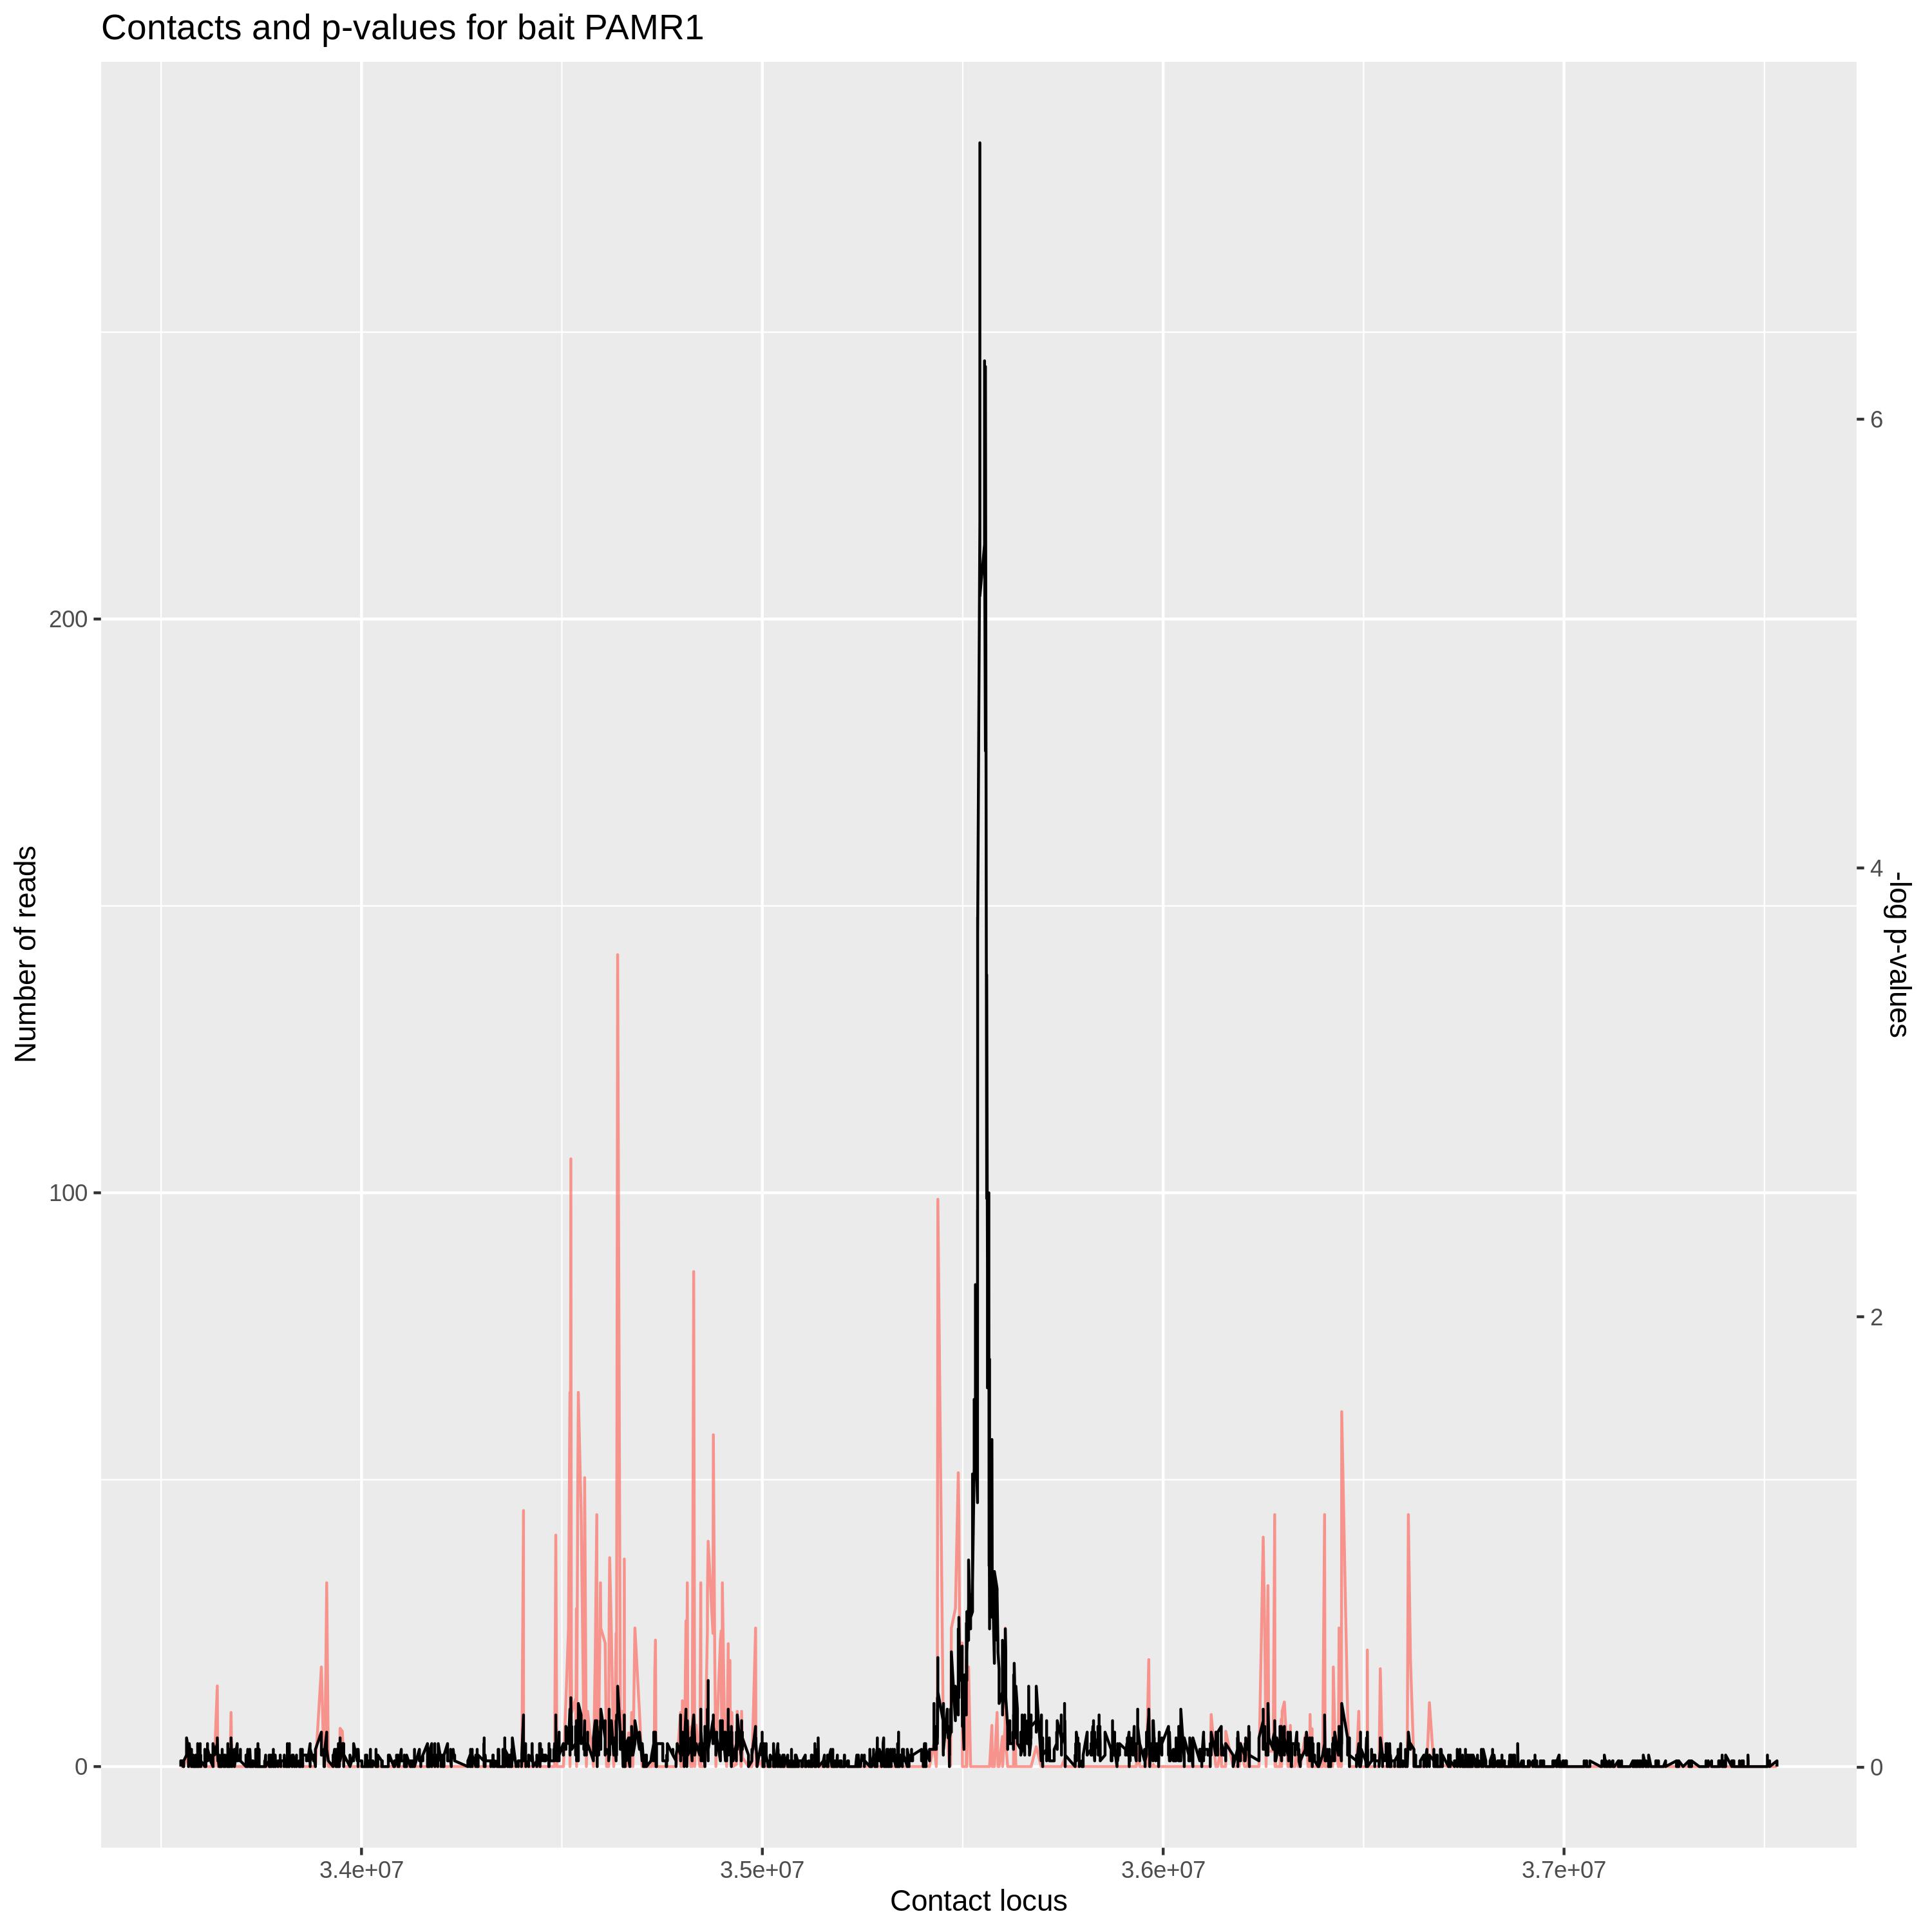 Contacts and p-values for bait PAMR1
Number of reads
200
100
0
6
4
2
0
-log p-values
3.4e+07
3.5e+07
3.6e+07
3.7e+07
Contact locus